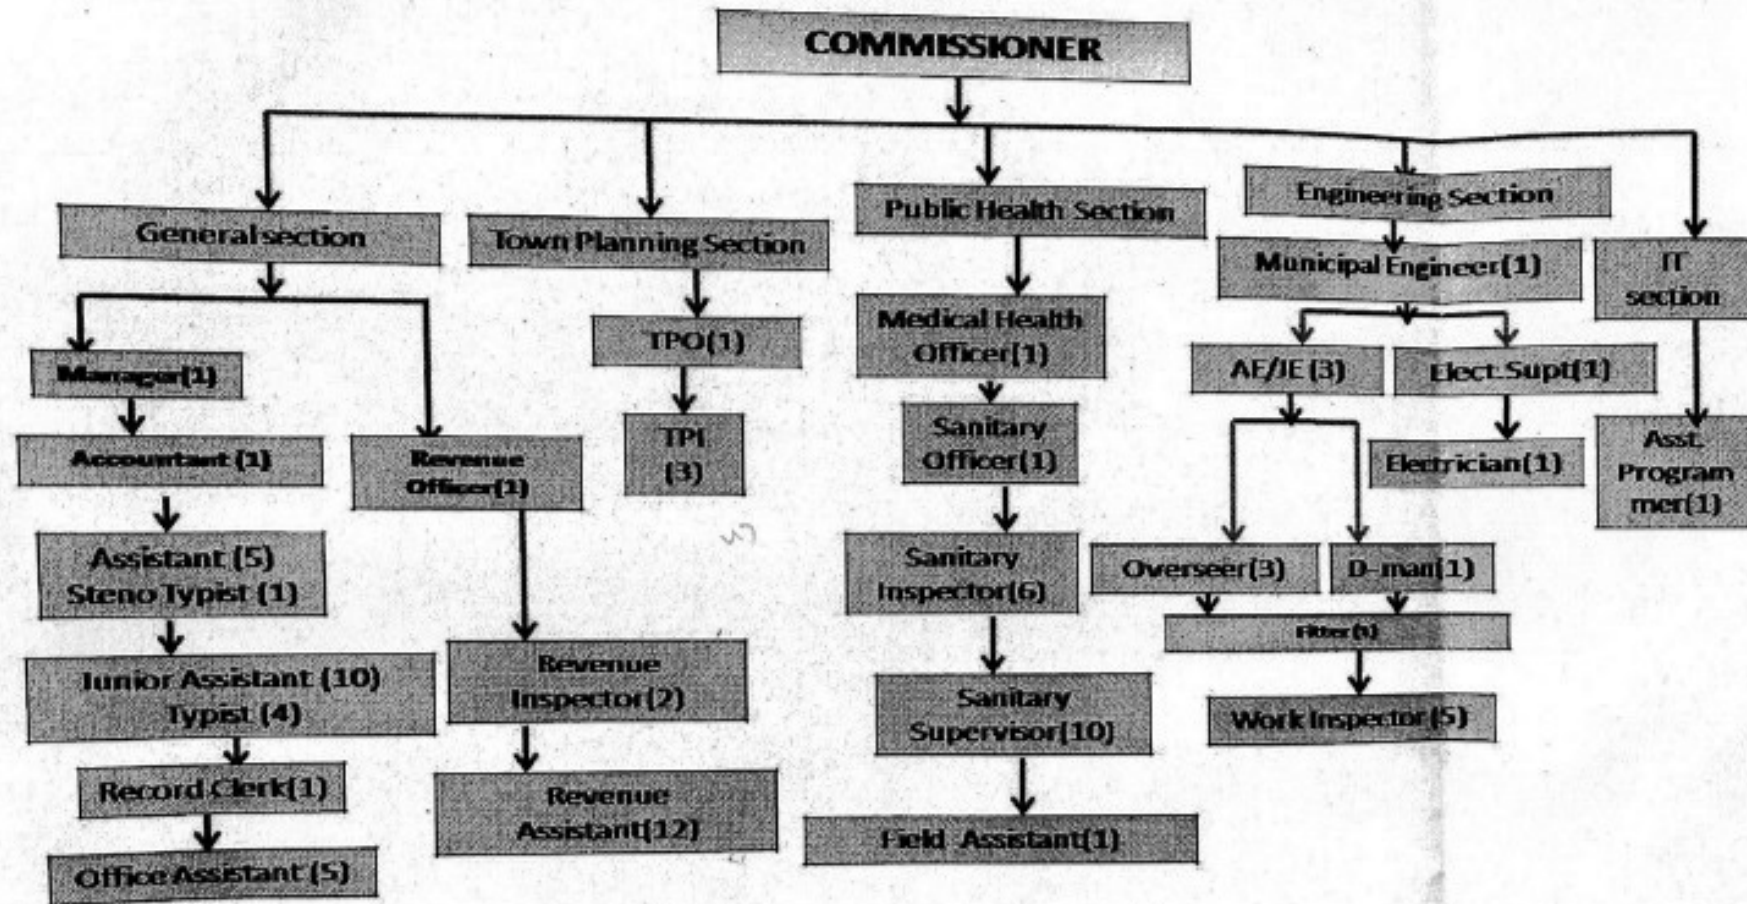 COMMISSIONER
General section
Town Planning Section
Public Health Section
Engineering Section
IT
section
Manager(1)
Accountant (1)
Assistant (5)
Steno Typist (1)
Junior Assistant (10)
Typist (4)
Record Clerk(1)
Office Assistant (5)
Revenue
Officer(1)
Revenue
Inspector(2)
Revenue
Assistant(12)
TPO(1)
TPI
(3)
Medical Health
Officer(1)
Sanitary
Officer(1)
Sanitary
Inspector(6)
Sanitary
Supervisor(10)
Field Assistant(1)
Municipal Engineer(1)
AE/JE (3)
Elect.Supt(1)
Electrician(1)
Overseer(3)
D-man(1)
Fitter(1)
Work Inspector(5)
Asst.
Program
mer(1)